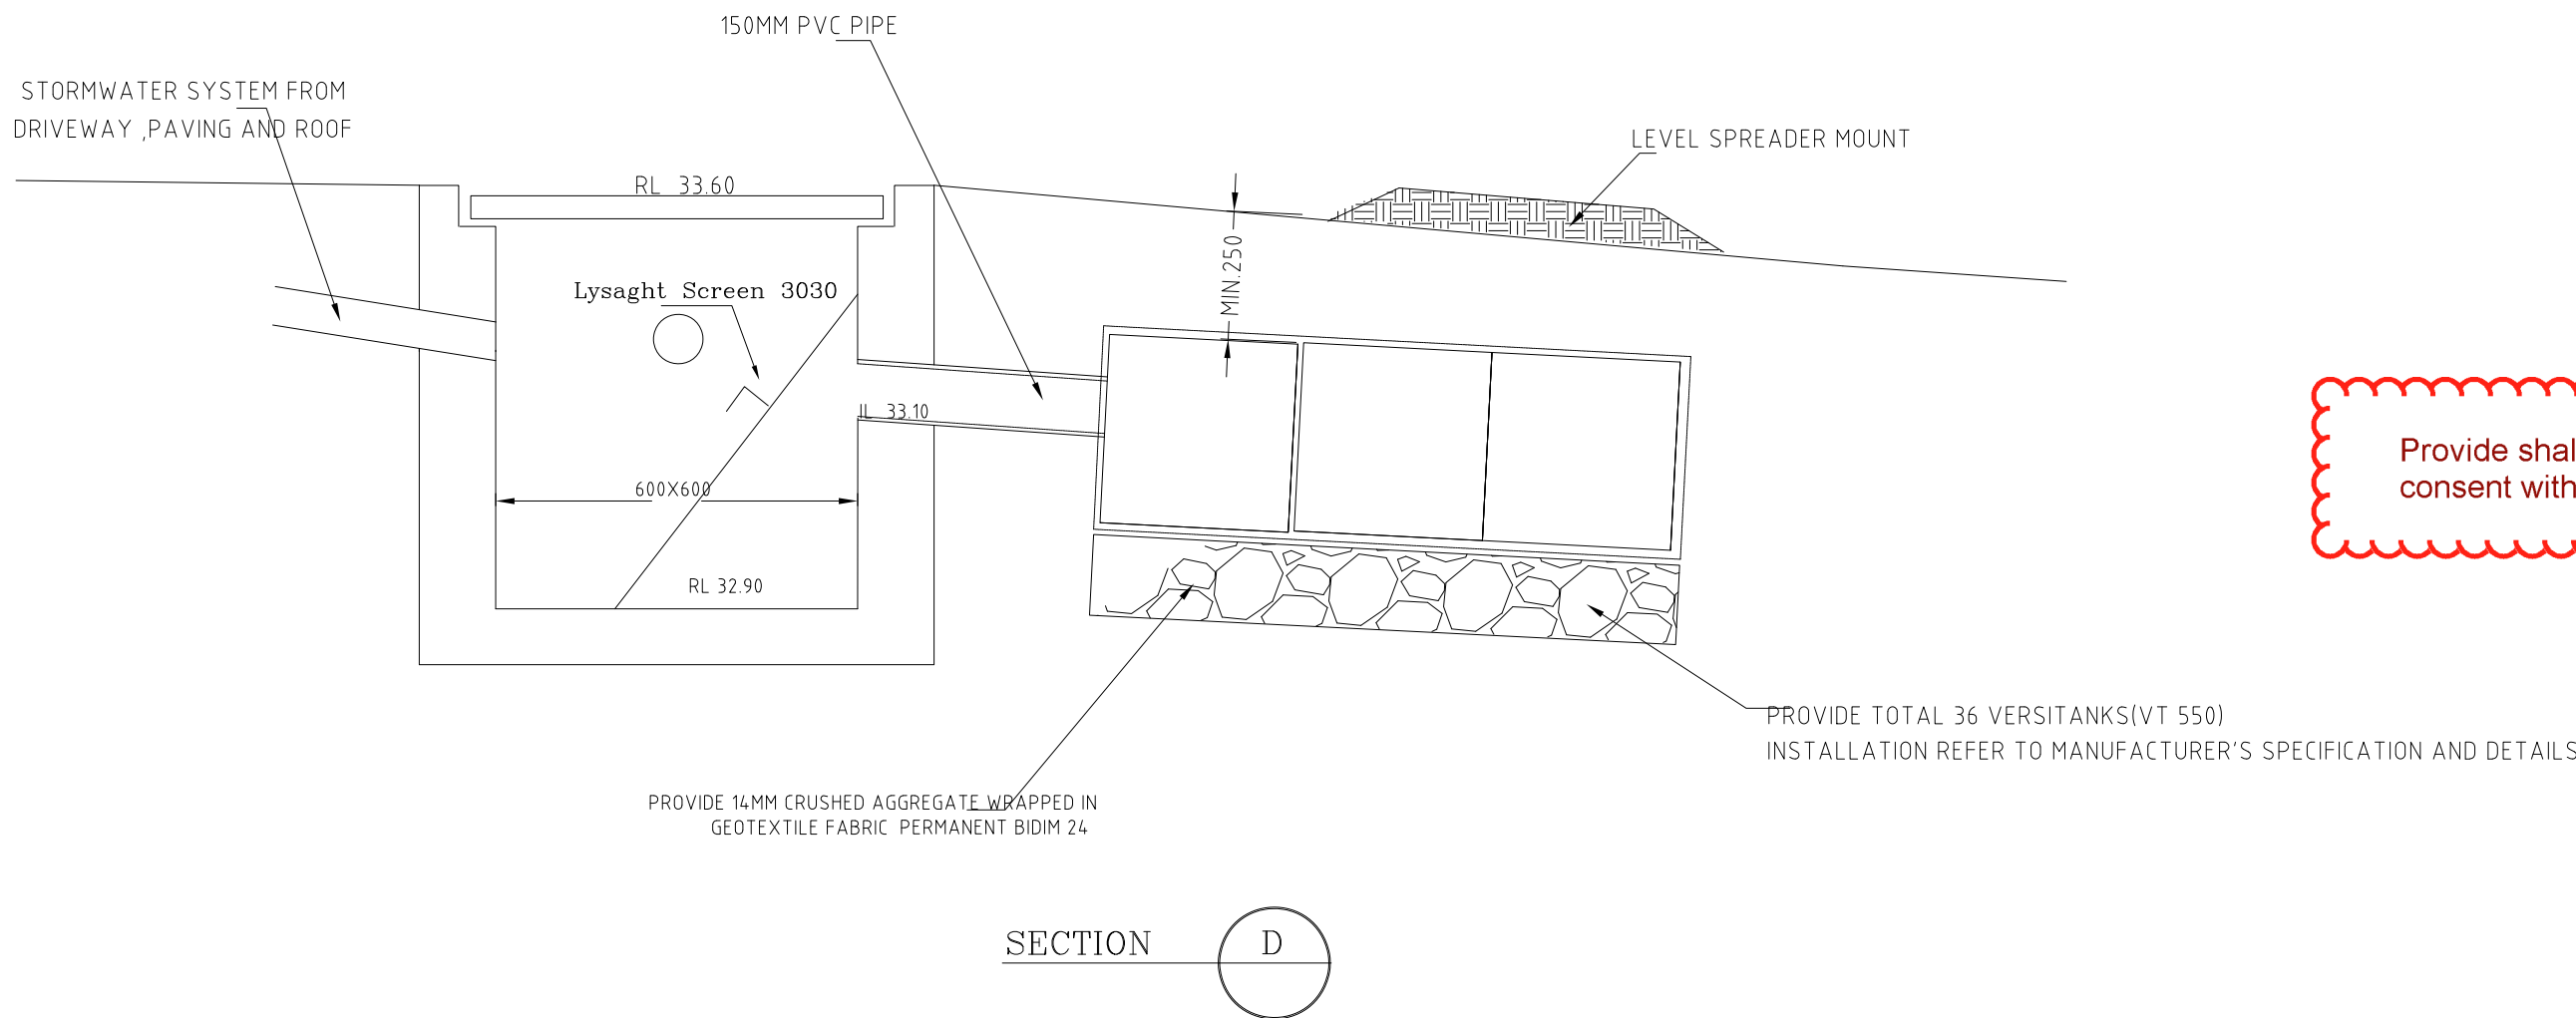 150MM PVC PIPE
STORMWATER SYSTEM FROM
DRIVEWAY ,PAVING AND ROOF
LEVEL SPREADER MOUNT
RL 33.60
MIN.250
Lysaght Screen 3030
IL 33.10
600X600
RL 32.90
Provide shal
consent with
PROVIDE TOTAL 36 VERSITANKS(VT 550)
INSTALLATION REFER TO MANUFACTURER'S SPECIFICATION AND DETAILS
PROVIDE 14MM CRUSHED AGGREGATE WRAPPED IN
GEOTEXTILE FABRIC PERMANENT BIDIM 24
SECTION D